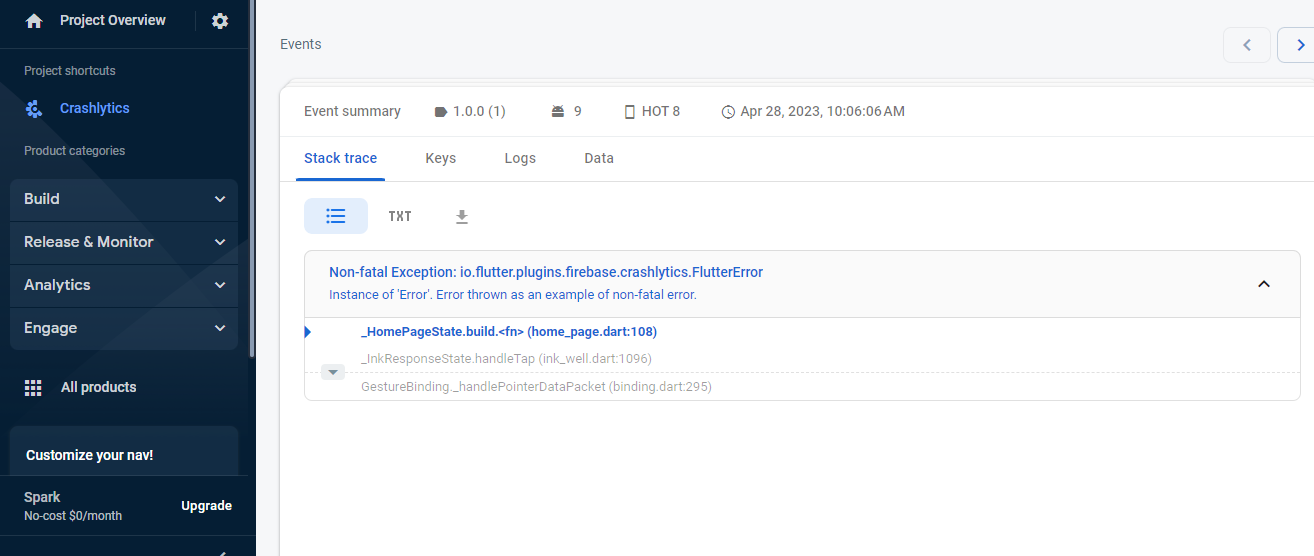 Project Overview
Project shortcuts
Crashlytics
Product categories
Build
Release & Monitor
Analytics
Engage
All products
Customize your nav!
Spark
No-cost $0/month
Upgrade
Events
Event summary 1.0.0 (1) 9 HOT 8 Apr 28, 2023, 10:06:06 AM
Stack trace Keys Logs Data
TXT
Non-fatal Exception: io.flutter.plugins.firebase.crashlytics.FlutterError
Instance of 'Error'. Error thrown as an example of non-fatal error.
_HomePageState.build.<fn> (home_page.dart:108)
_InkResponseState.handleTap (ink_well.dart:1096)
GestureBinding._handlePointerDataPacket (binding.dart:295)